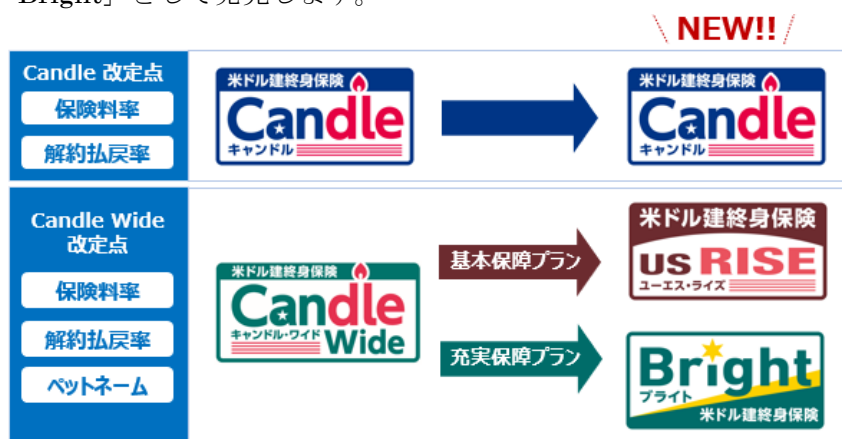 Bright」として発売します。
NEW!!
Candle 改定点
保険料率
解約払戻率
米ドル建終身保険
Candle
キャンドル
米ドル建終身保険
Candle
キャンドル
Candle Wide
改定点
保険料率
解約払戻率
ペットネーム
米ドル建終身保険
Candle
キャンドル・ワイド
Wide
基本保障プラン
米ドル建終身保険
US RISE
ユーエス・ライズ
充実保障プラン
Bright
ブライト
米ドル建終身保険